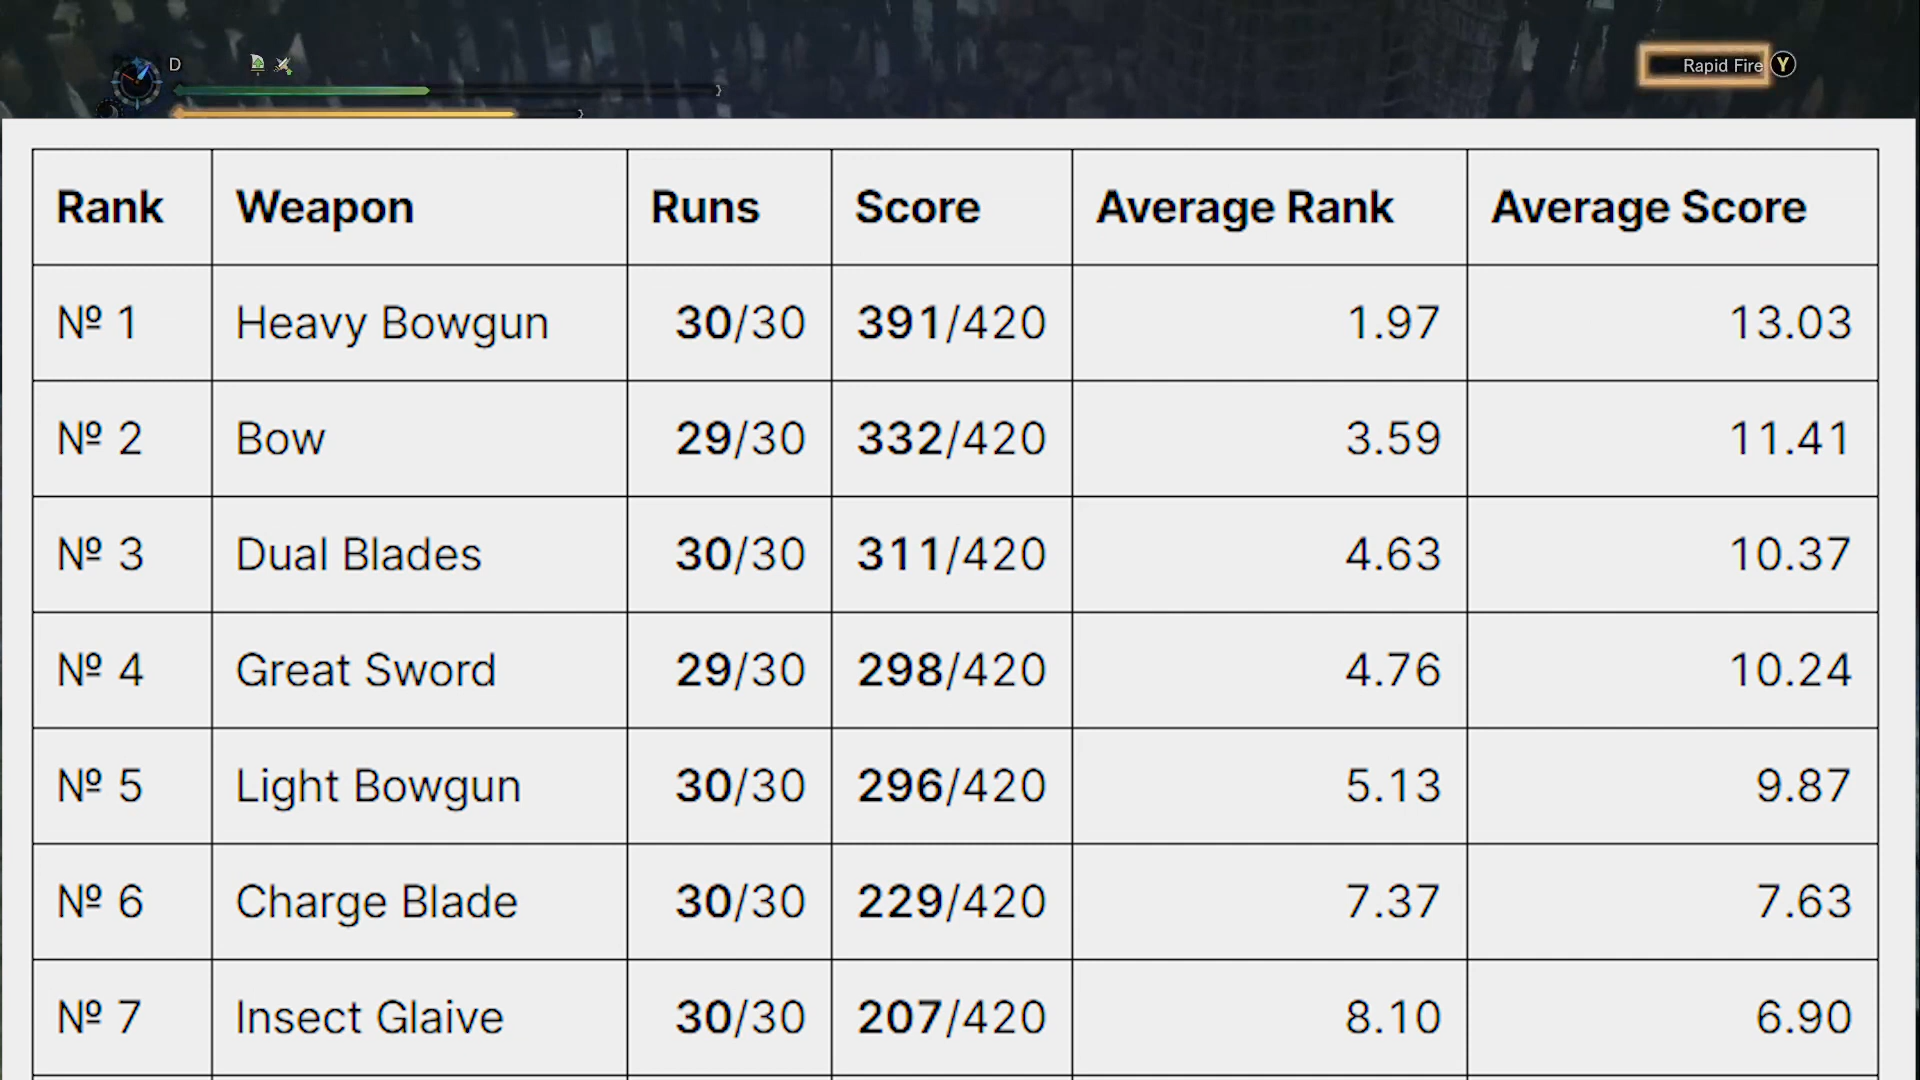 D
Rapid Fire Y
Rank Weapon Runs Score Average Rank Average Score
№ 1 Heavy Bowgun 30/30 391/420 1.97 13.03
№ 2 Bow 29/30 332/420 3.59 11.41
№ 3 Dual Blades 30/30 311/420 4.63 10.37
№ 4 Great Sword 29/30 298/420 4.76 10.24
№ 5 Light Bowgun 30/30 296/420 5.13 9.87
№ 6 Charge Blade 30/30 229/420 7.37 7.63
№ 7 Insect Glaive 30/30 207/420 8.10 6.90